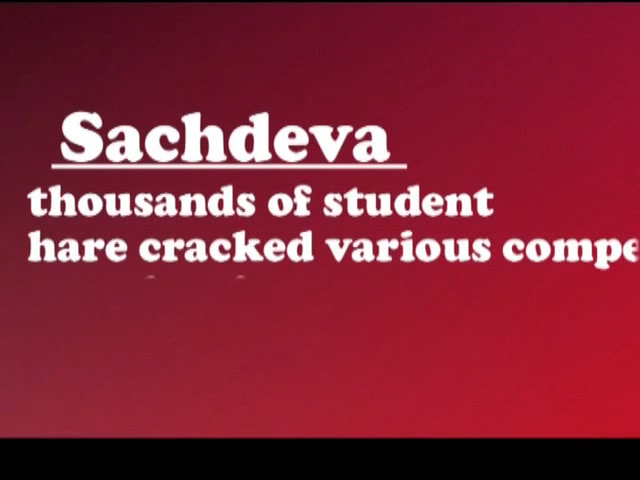 Sachdeva
thousands of student
hare cracked various compe